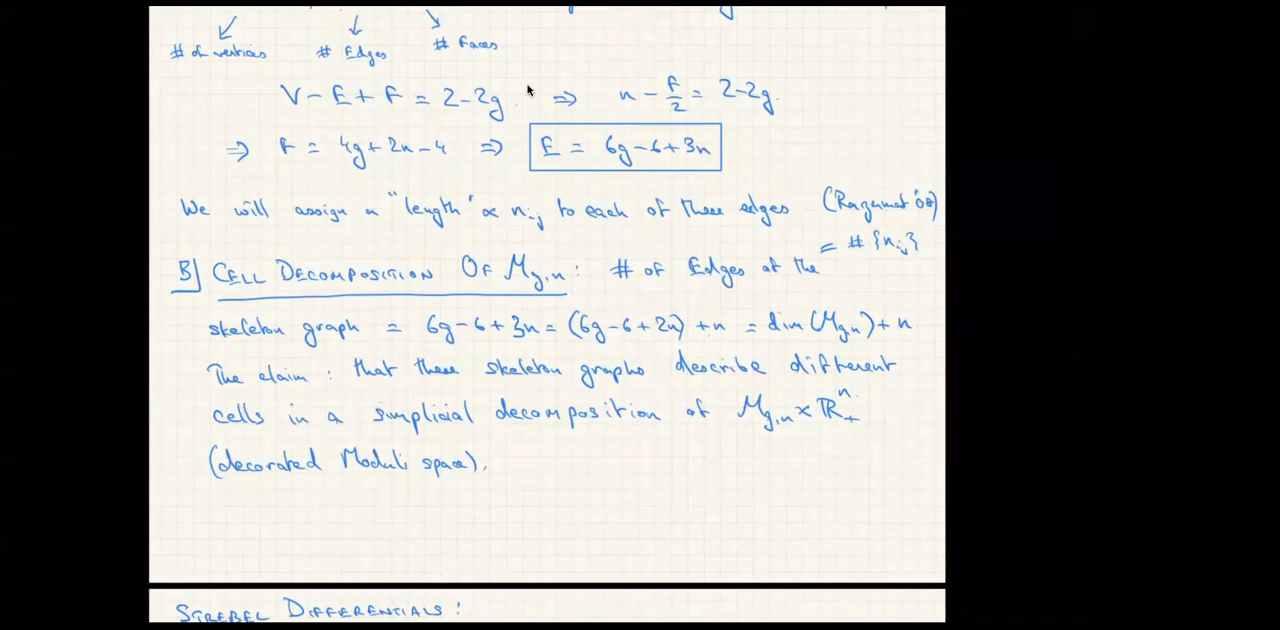 # of vertices # Edges # Faces
V - E + F = 2 - 2g ⇒ n - F/2 = 2 - 2g.
⇒ F = 4g + 2n - 4 ⇒ E = 6g - 6 + 3n
We will assign a "length" ∝ n_ij to each of these edges (Razamat '08)
= # {n_ij}
B] CELL DECOMPOSITION OF M_g,n : # of Edges of the
skeleton graph = 6g - 6 + 3n = (6g - 6 + 2n) + n = dim (M_g,n) + n
The claim : that these skeleton graphs describe different
cells in a simplicial decomposition of M_g,n × ℝ_+^n
(decorated Moduli space).
STREBEL DIFFERENTIALS :